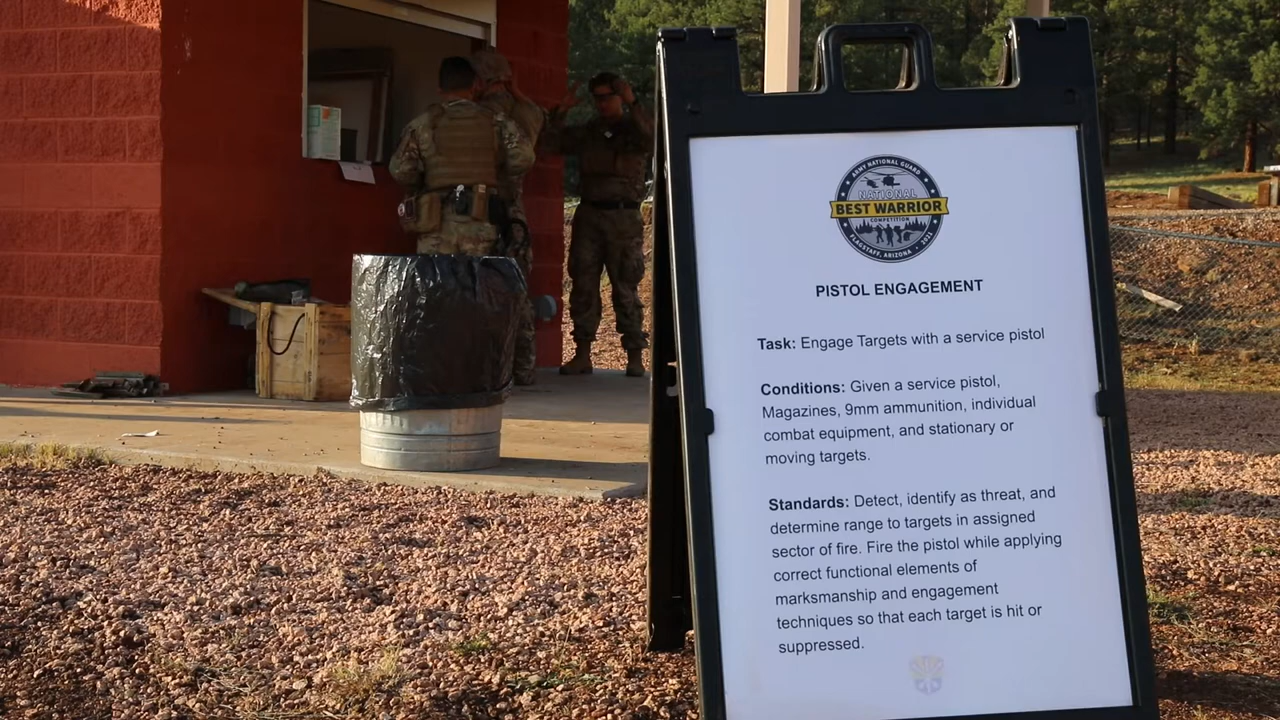 ARMY NATIONAL GUARD
NATIONAL
BEST WARRIOR
COMPETITION
FLAGSTAFF, ARIZONA • 2021
PISTOL ENGAGEMENT
Task: Engage Targets with a service pistol
Conditions: Given a service pistol,
Magazines, 9mm ammunition, individual
combat equipment, and stationary or
moving targets.
Standards: Detect, identify as threat, and
determine range to targets in assigned
sector of fire. Fire the pistol while applying
correct functional elements of
marksmanship and engagement
techniques so that each target is hit or
suppressed.